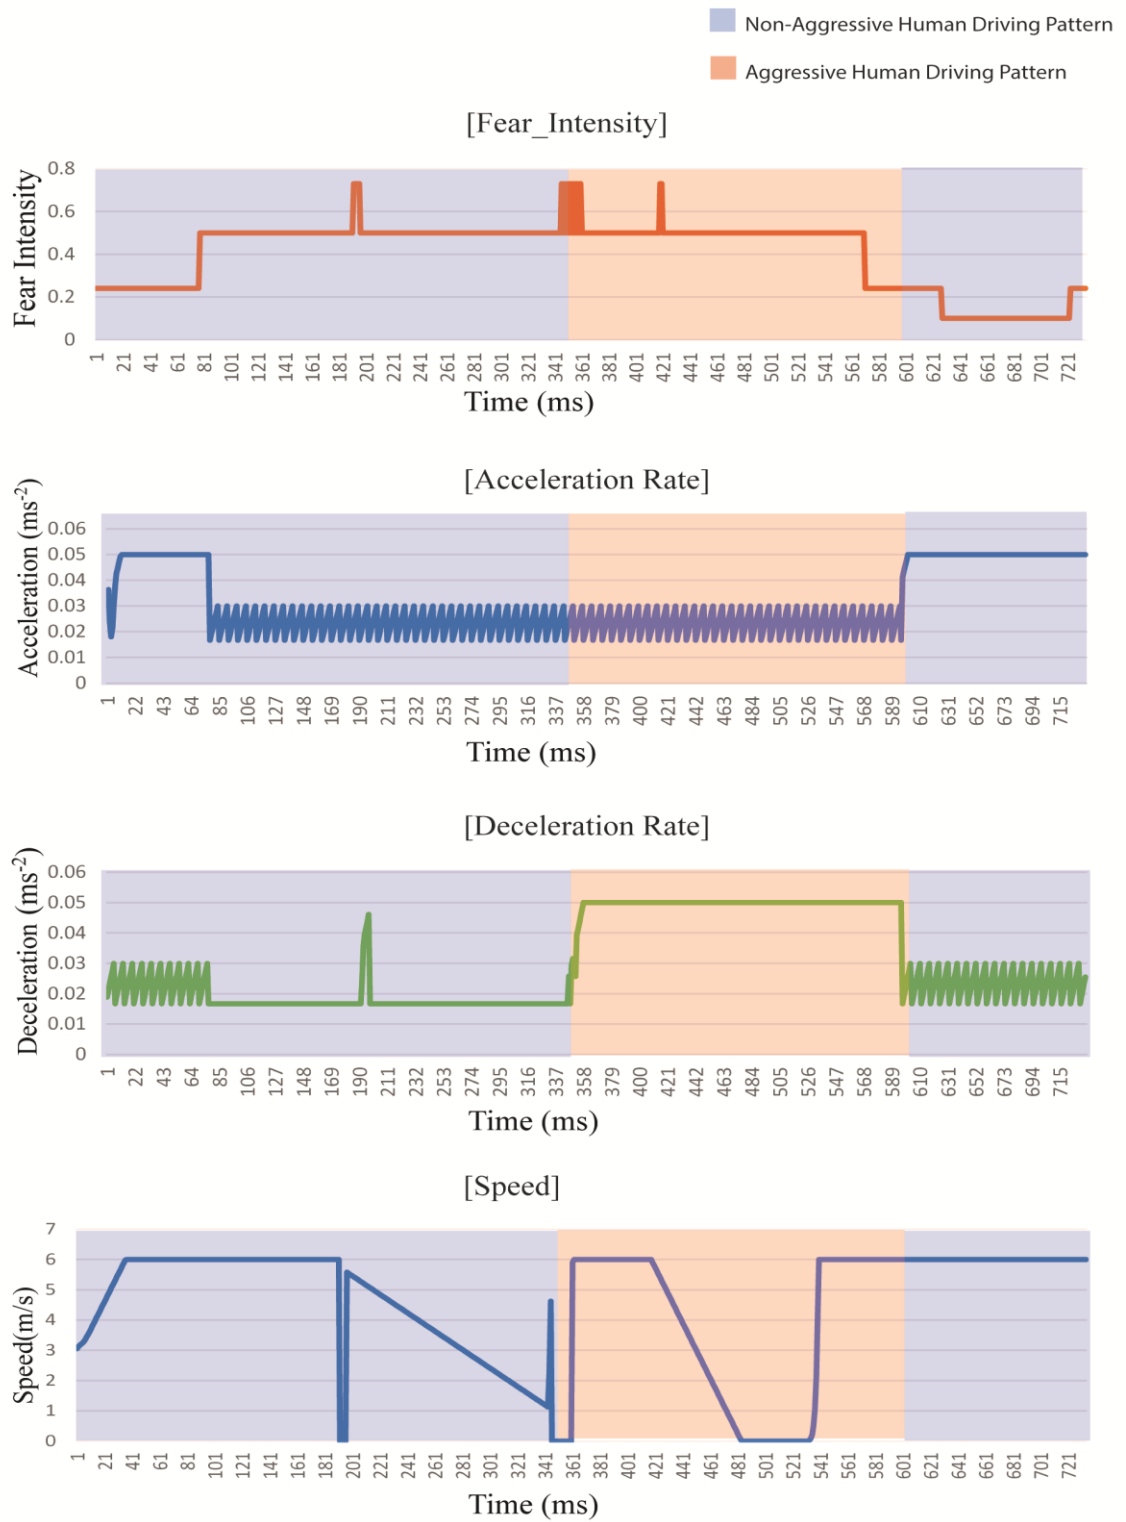 Non-Aggressive Human Driving Pattern
Aggressive Human Driving Pattern
[Fear_Intensity]
Fear Intensity
0.8
0.6
0.4
0.2
0
1 21 41 61 81 101 121 141 161 181 201 221 241 261 281 301 321 341 361 381 401 421 441 461 481 501 521 541 561 581 601 621 641 661 681 701 721
Time (ms)
[Acceleration Rate]
Acceleration (ms-2)
0.06
0.05
0.04
0.03
0.02
0.01
0
1 22 43 64 85 106 127 148 169 190 211 232 253 274 295 316 337 358 379 400 421 442 463 484 505 526 547 568 589 610 631 652 673 694 715
Time (ms)
[Deceleration Rate]
Deceleration (ms-2)
0.06
0.05
0.04
0.03
0.02
0.01
0
1 22 43 64 85 106 127 148 169 190 211 232 253 274 295 316 337 358 379 400 421 442 463 484 505 526 547 568 589 610 631 652 673 694 715
Time (ms)
[Speed]
Speed(m/s)
7
6
5
4
3
2
1
0
1 21 41 61 81 101 121 141 161 181 201 221 241 261 281 301 321 341 361 381 401 421 441 461 481 501 521 541 561 581 601 621 641 661 681 701 721
Time (ms)